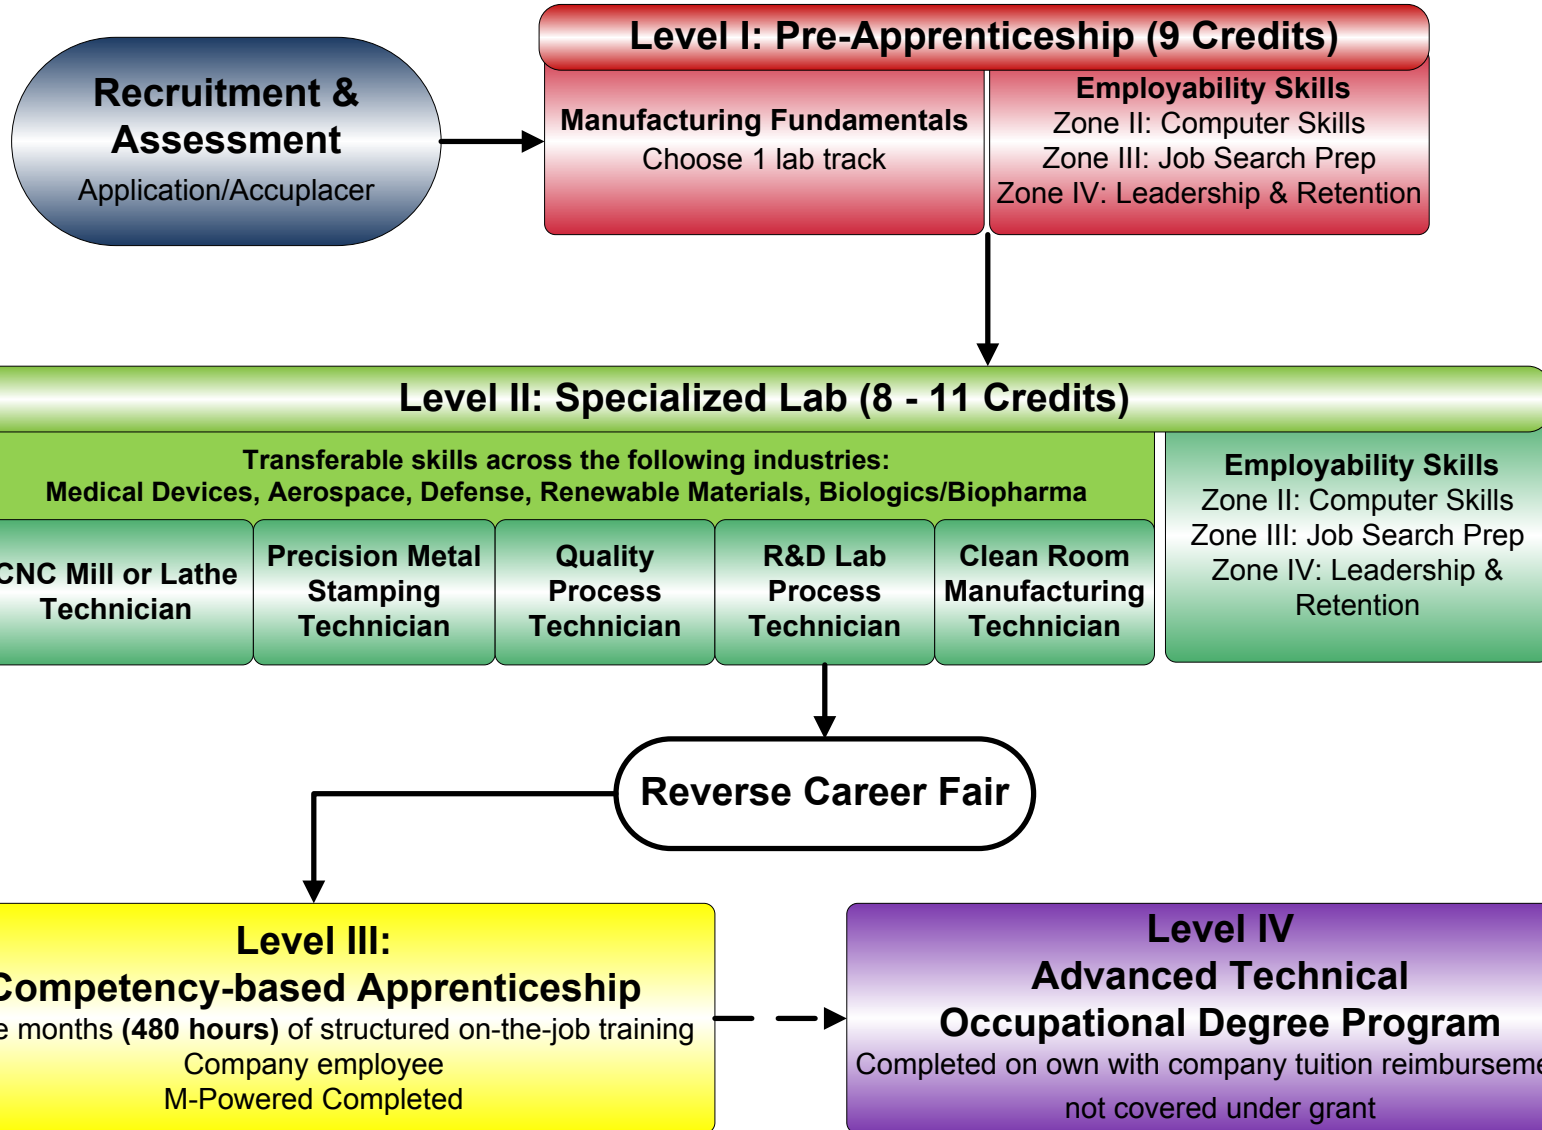 Recruitment &
Assessment
Application/Accuplacer
Level I: Pre-Apprenticeship (9 Credits)
Manufacturing Fundamentals
Choose 1 lab track
Employability Skills
Zone II: Computer Skills
Zone III: Job Search Prep
Zone IV: Leadership & Retention
Level II: Specialized Lab (8 - 11 Credits)
Transferable skills across the following industries:
Medical Devices, Aerospace, Defense, Renewable Materials, Biologics/Biopharma
CNC Mill or Lathe
Technician
Precision Metal
Stamping
Technician
Quality
Process
Technician
R&D Lab
Process
Technician
Clean Room
Manufacturing
Technician
Employability Skills
Zone II: Computer Skills
Zone III: Job Search Prep
Zone IV: Leadership &
Retention
Reverse Career Fair
Level III:
Competency-based Apprenticeship
months (480 hours) of structured on-the-job training
Company employee
M-Powered Completed
Level IV
Advanced Technical
Occupational Degree Program
Completed on own with company tuition
not covered under grant